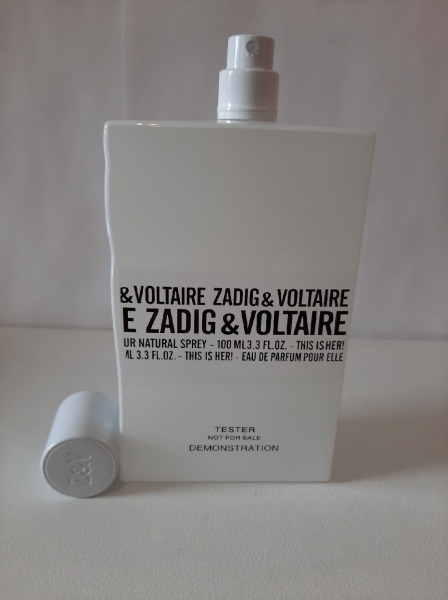 &VOLTAIRE ZADIG & VOLTAIRE
E ZADIG & VOLTAIRE
UR NATURAL SPREY - 100 ML 3.3 FL.OZ. - THIS IS HER!
ML 3.3 FL.OZ. - THIS IS HER! - EAU DE PARFUM POUR ELLE
TESTER
NOT FOR SALE
DEMONSTRATION
Z&V